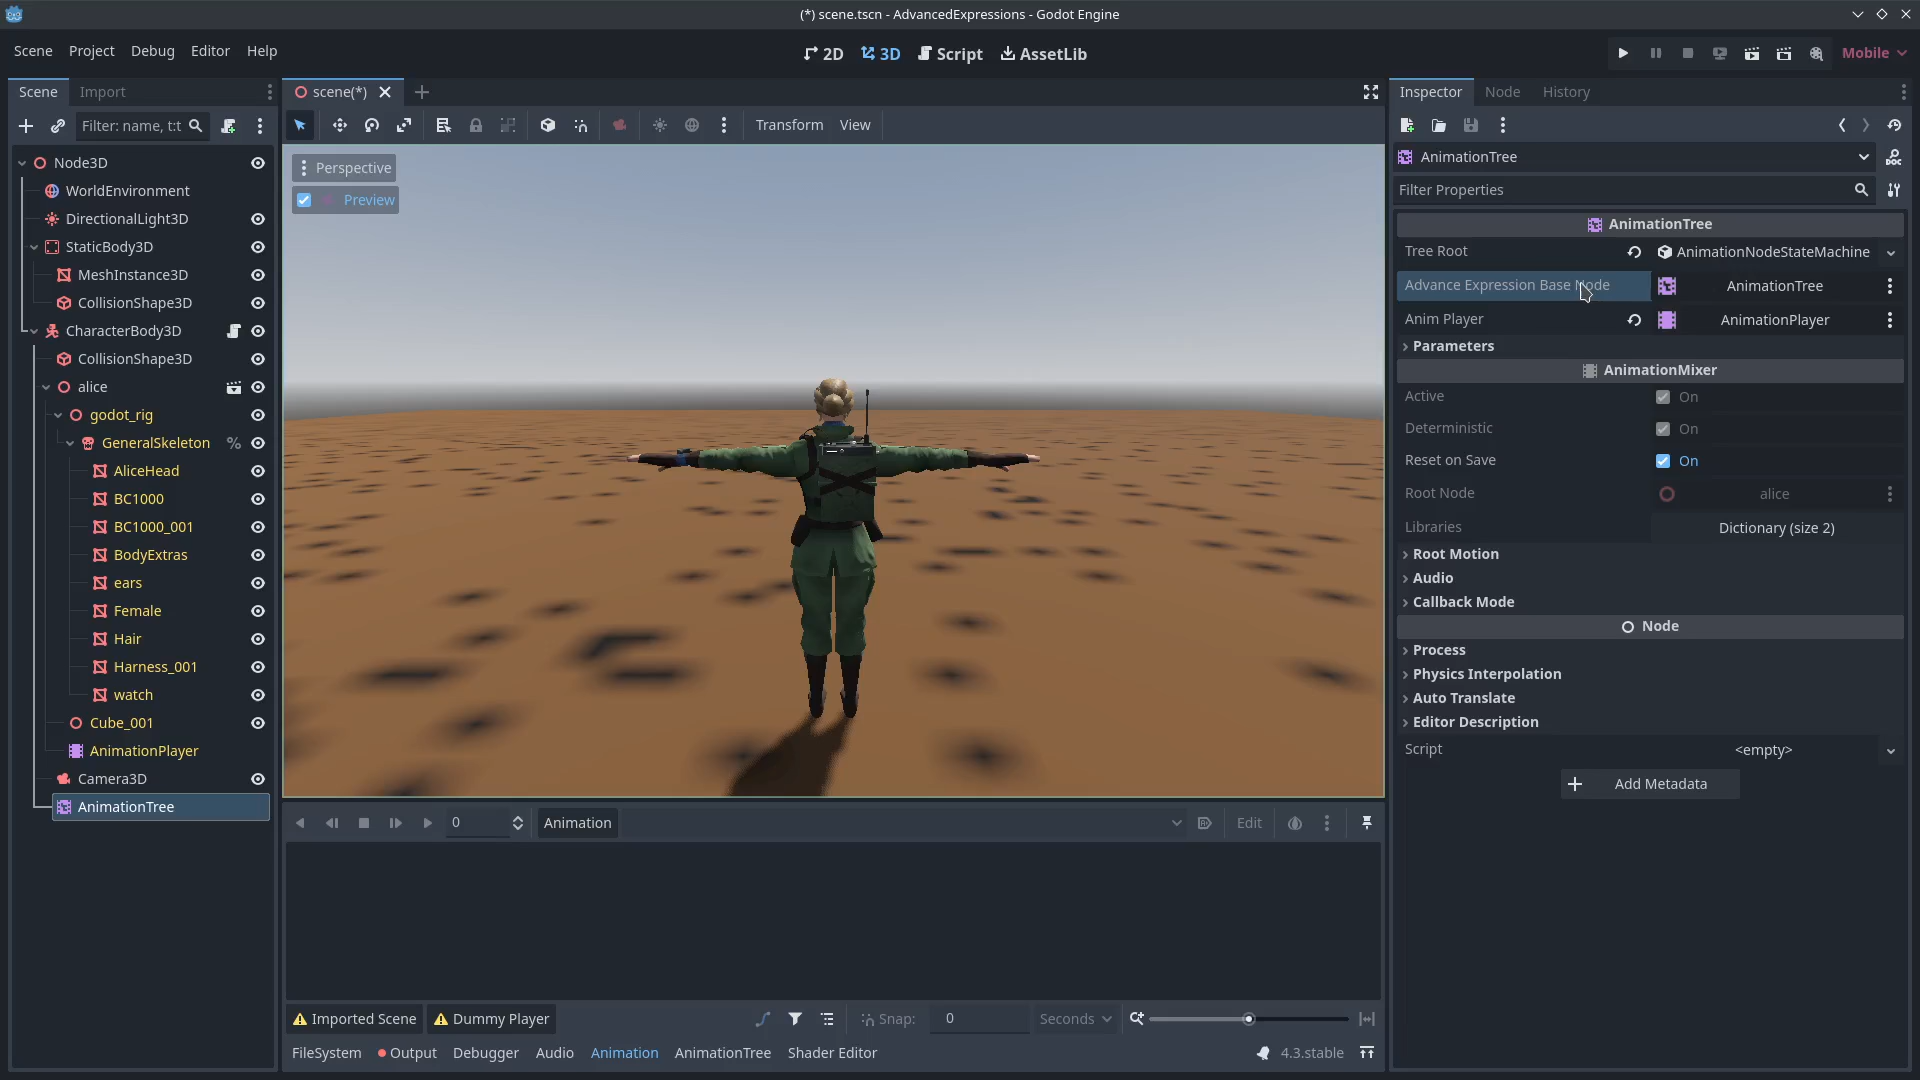 (*) scene.tscn - AdvancedExpressions - Godot Engine
Scene Project Debug Editor Help
2D 3D Script AssetLib
Mobile
Scene Import
Filter: name, t:t
Node3D
WorldEnvironment
DirectionalLight3D
StaticBody3D
MeshInstance3D
CollisionShape3D
CharacterBody3D
CollisionShape3D
alice
godot_rig
GeneralSkeleton %
AliceHead
BC1000
BC1000_001
BodyExtras
ears
Female
Hair
Harness_001
watch
Cube_001
AnimationPlayer
Camera3D
AnimationTree
scene(*)
Transform View
Perspective
Preview
0 Animation Edit
Imported Scene Dummy Player Snap: 0 Seconds
FileSystem Output Debugger Audio Animation AnimationTree Shader Editor 4.3.stable
Inspector Node History
AnimationTree
DOC
Filter Properties
AnimationTree
Tree Root AnimationNodeStateMachine
Advance Expression Base Node AnimationTree
Anim Player AnimationPlayer
Parameters
AnimationMixer
Active On
Deterministic On
Reset on Save On
Root Node alice
Libraries Dictionary (size 2)
Root Motion
Audio
Callback Mode
Node
Process
Physics Interpolation
Auto Translate
Editor Description
Script <empty>
Add Metadata